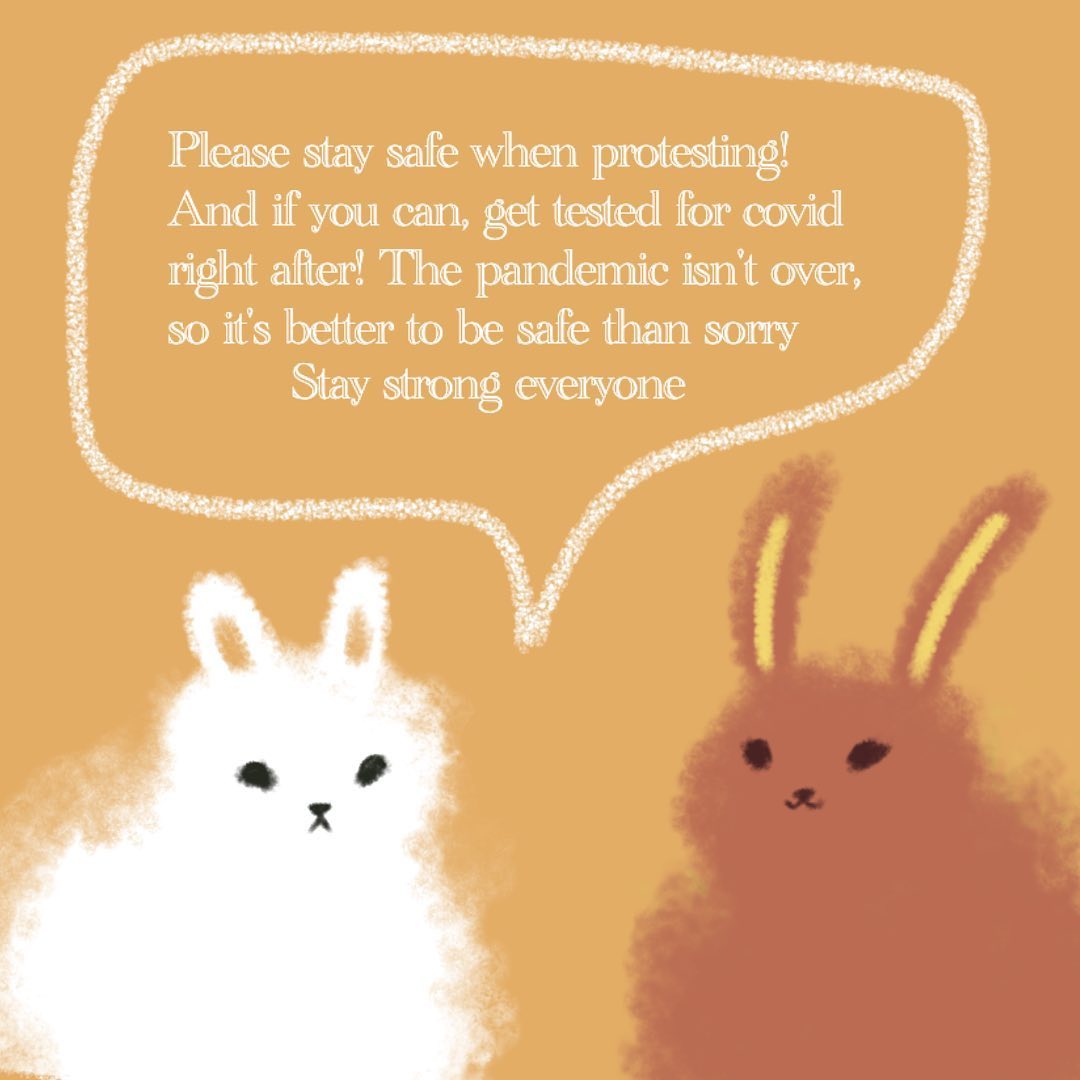 Please stay safe when protesting!
And if you can, get tested for covid
right after! The pandemic isn't over,
so it's better to be safe than sorry
Stay strong everyone